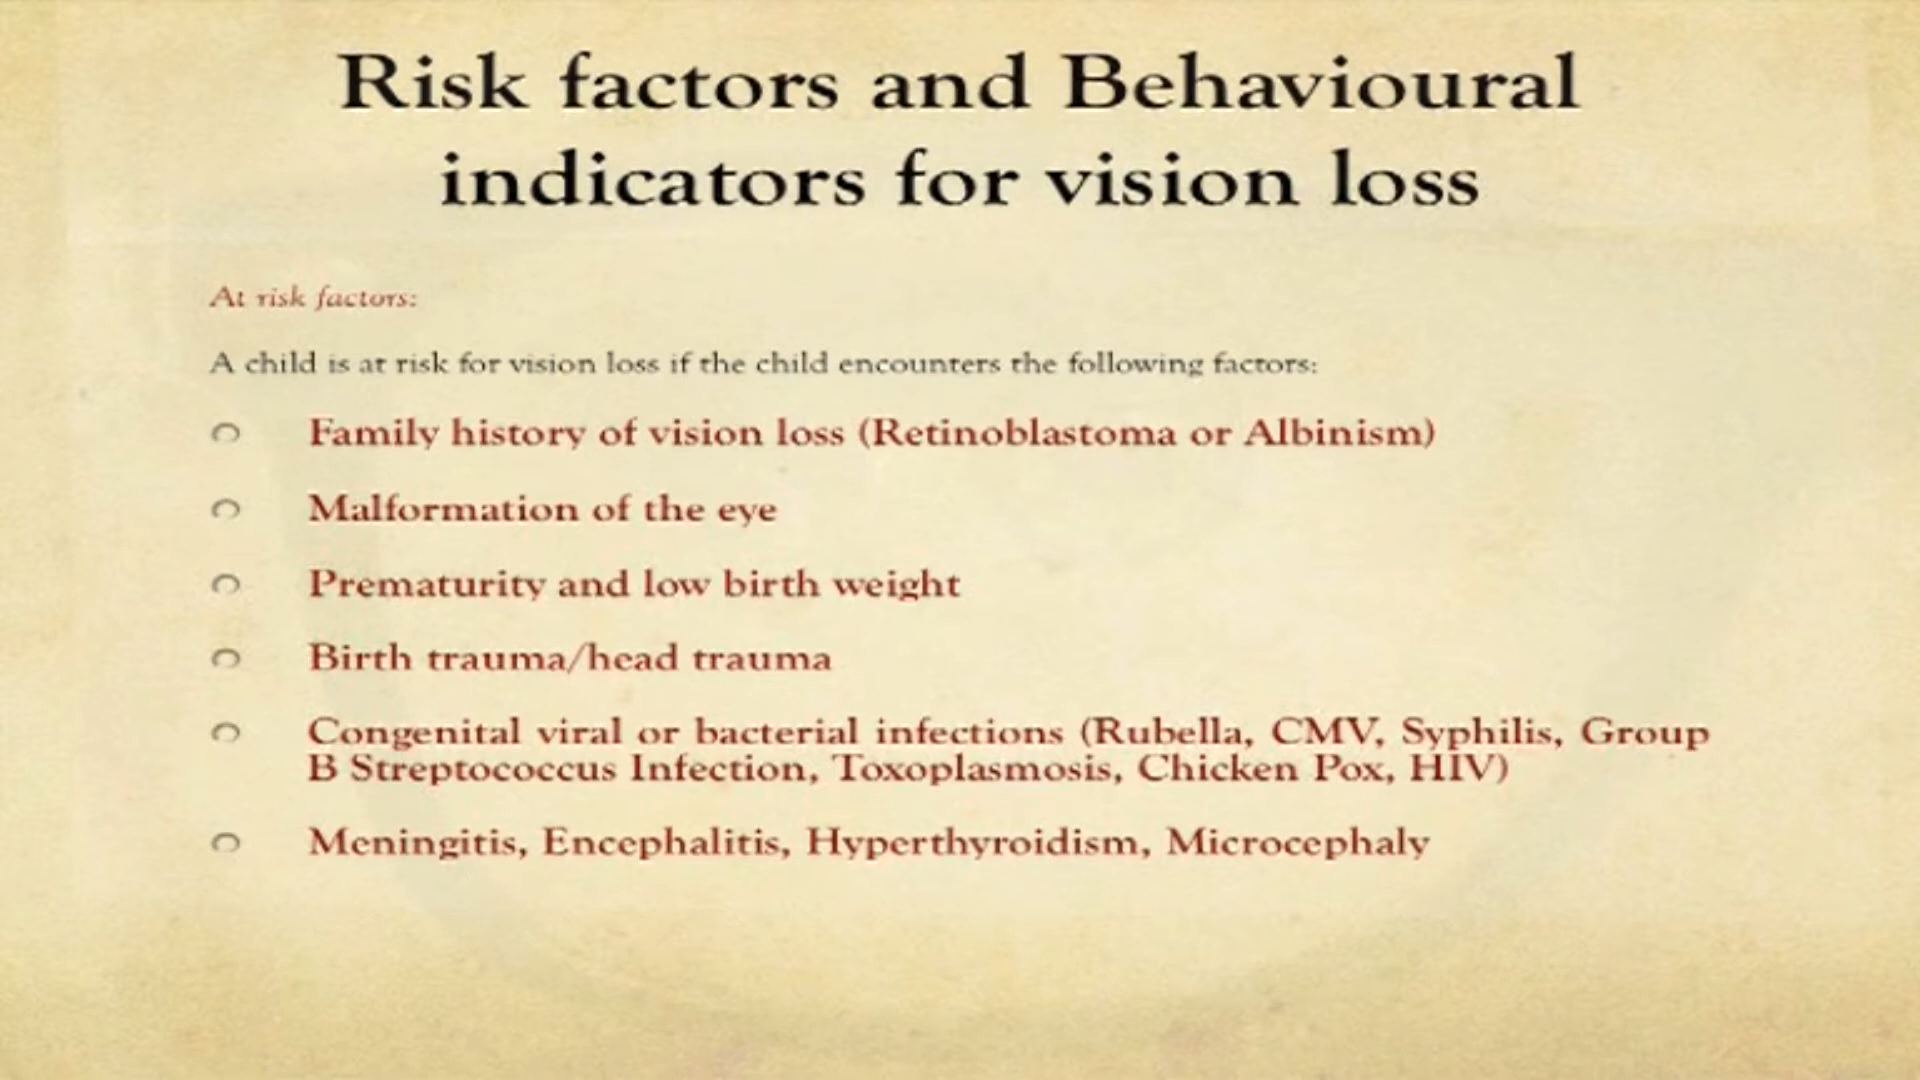 Risk factors and Behavioural
indicators for vision loss
At risk factors:
A child is at risk for vision loss if the child encounters the following factors:
Family history of vision loss (Retinoblastoma or Albinism)
Malformation of the eye
Prematurity and low birth weight
Birth trauma/head trauma
Congenital viral or bacterial infections (Rubella, CMV, Syphilis, Group
B Streptococcus Infection, Toxoplasmosis, Chicken Pox, HIV)
Meningitis, Encephalitis, Hyperthyroidism, Microcephaly